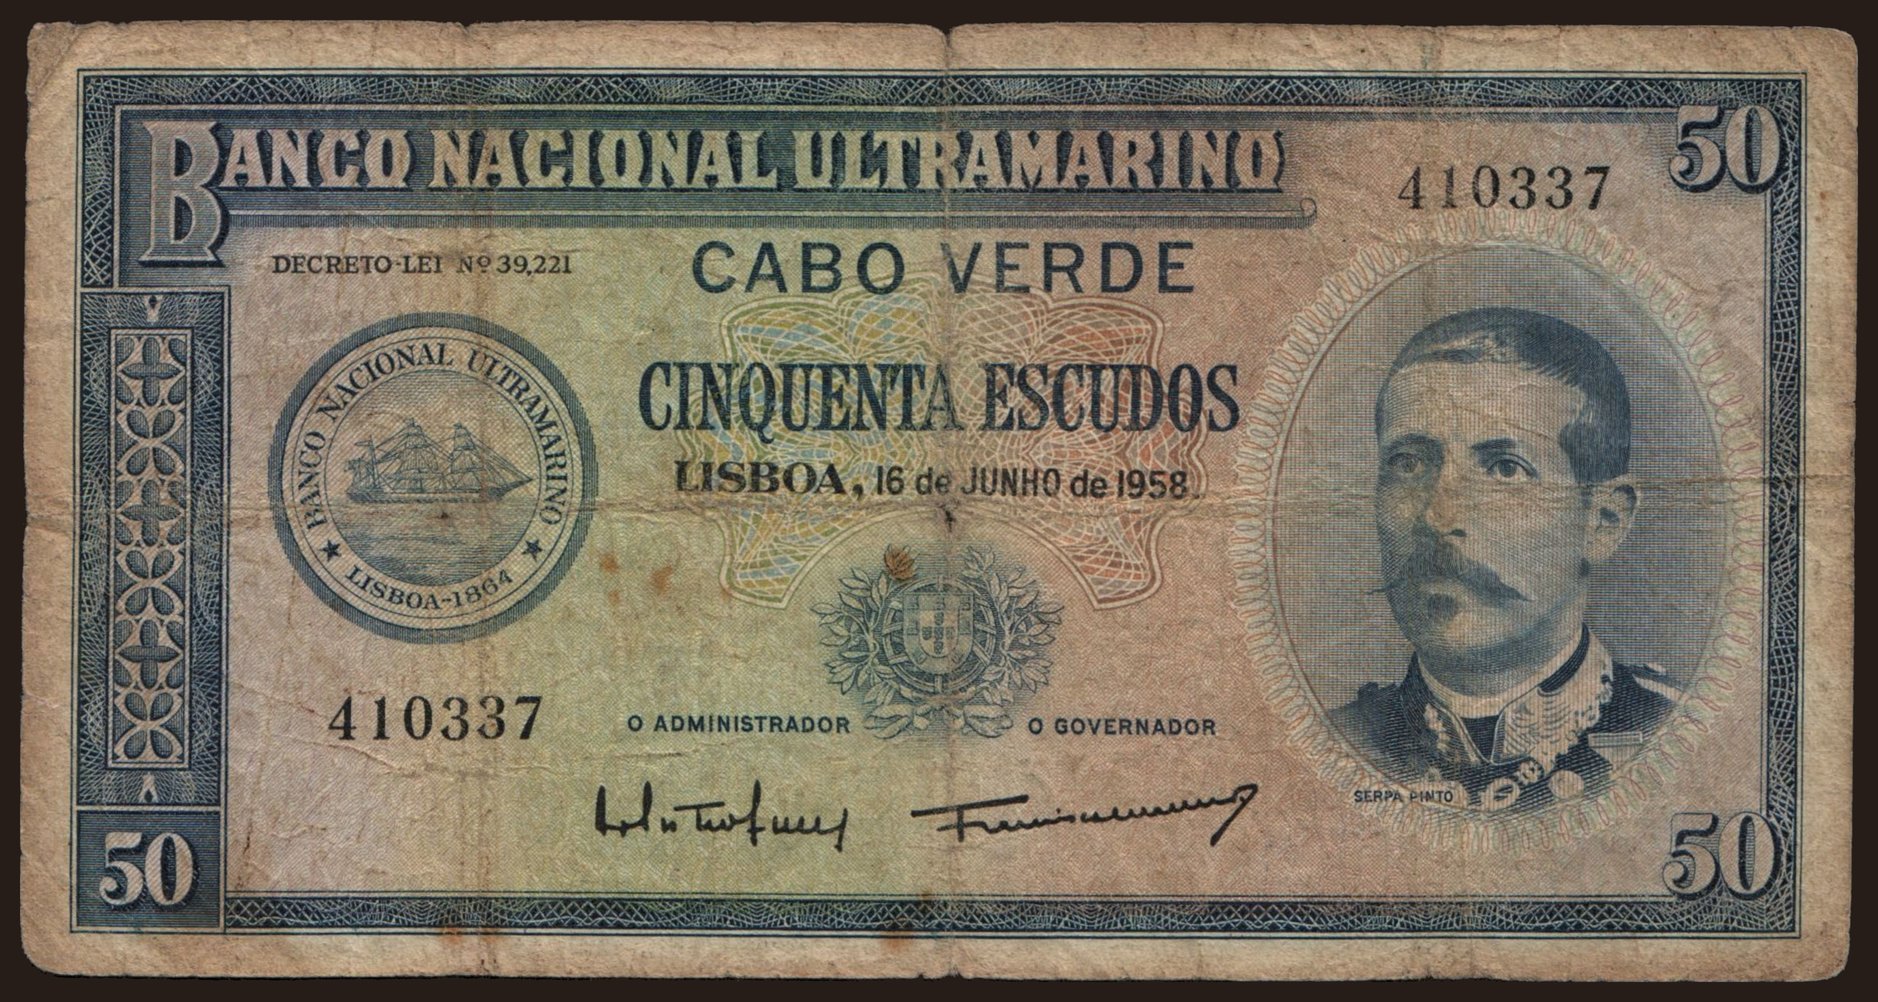 BANCO NACIONAL ULTRAMARINO
50
410337
DECRETO-LEI Nº 39,221
CABO VERDE
BANCO NACIONAL ULTRAMARINO
LISBOA-1864
CINQUENTA ESCUDOS
LISBOA, 16 de JUNHO de 1958.
410337
O ADMINISTRADOR
O GOVERNADOR
SERPA PINTO
50
50